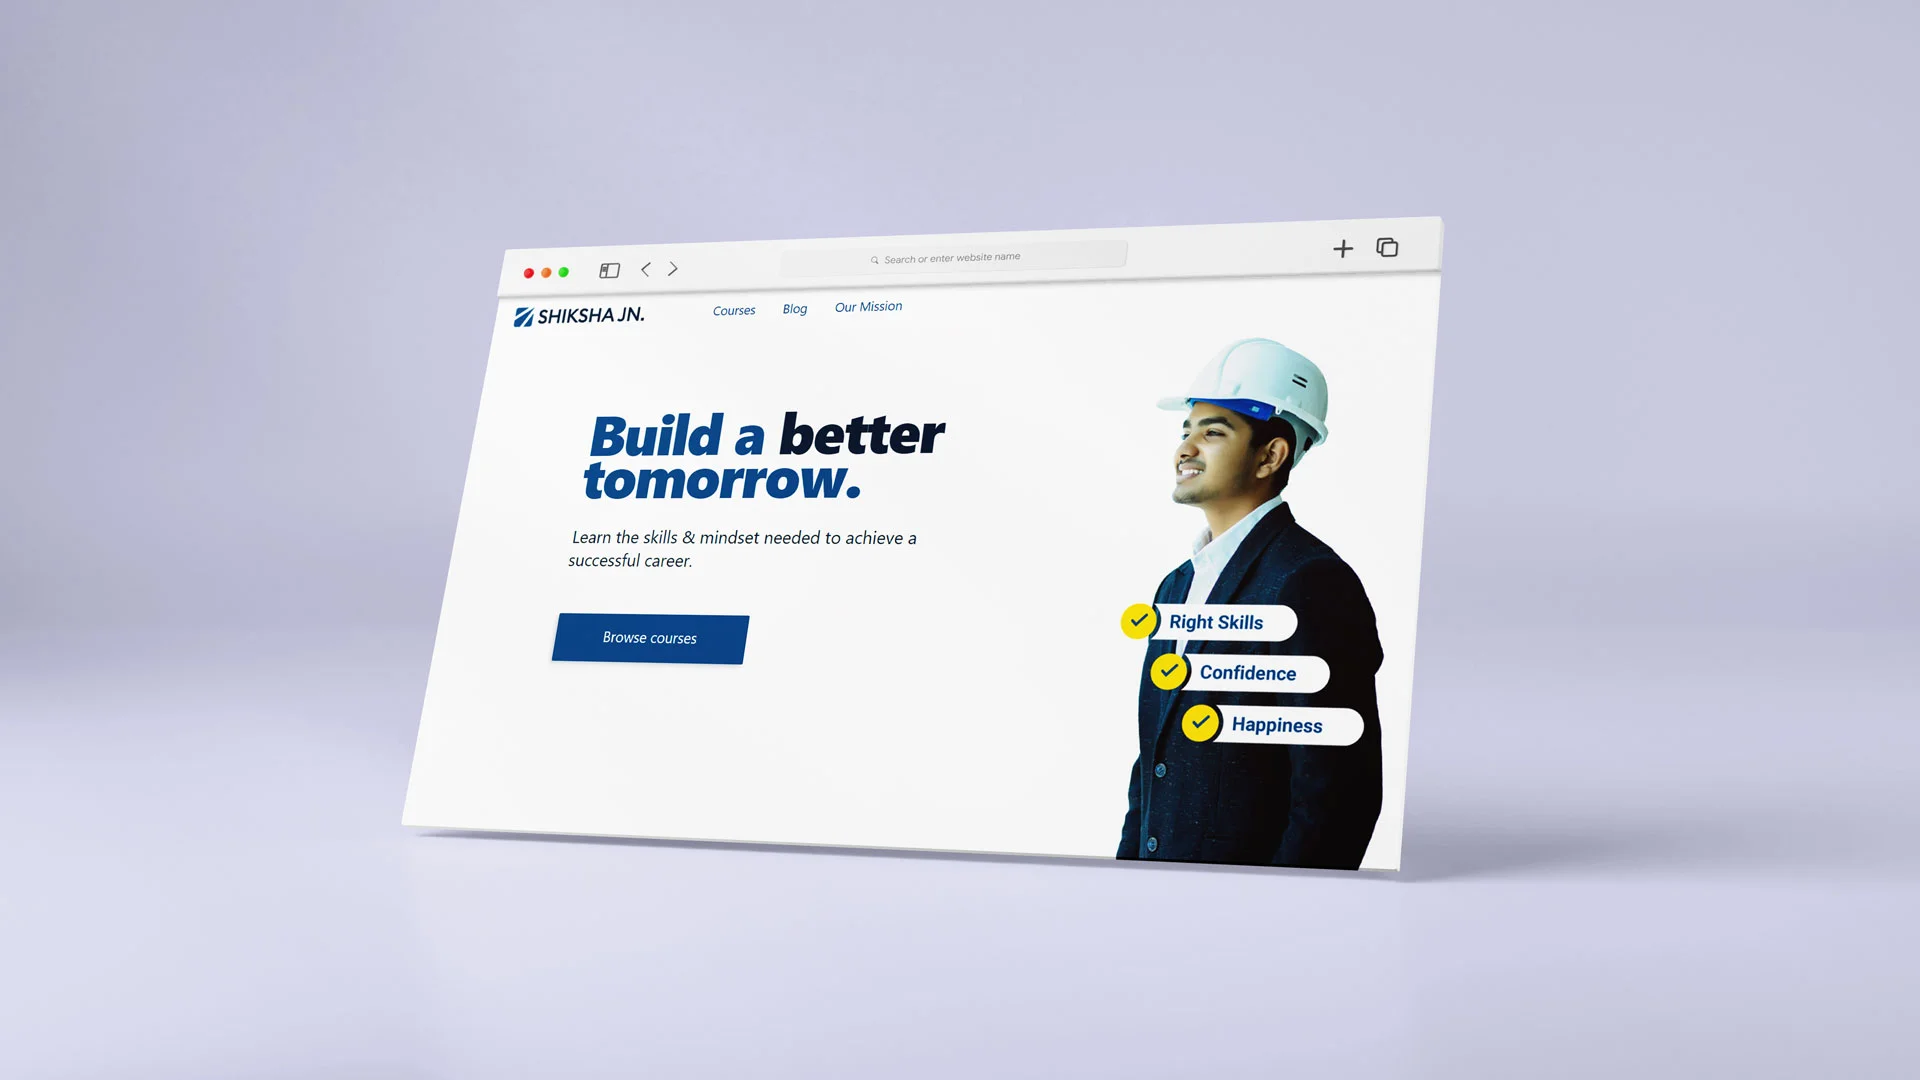 Search or enter website name
SHIKSHA JN.
Courses
Blog
Our Mission
Build a better
tomorrow.
Learn the skills & mindset needed to achieve a
successful career.
Browse courses
Right Skills
Confidence
Happiness